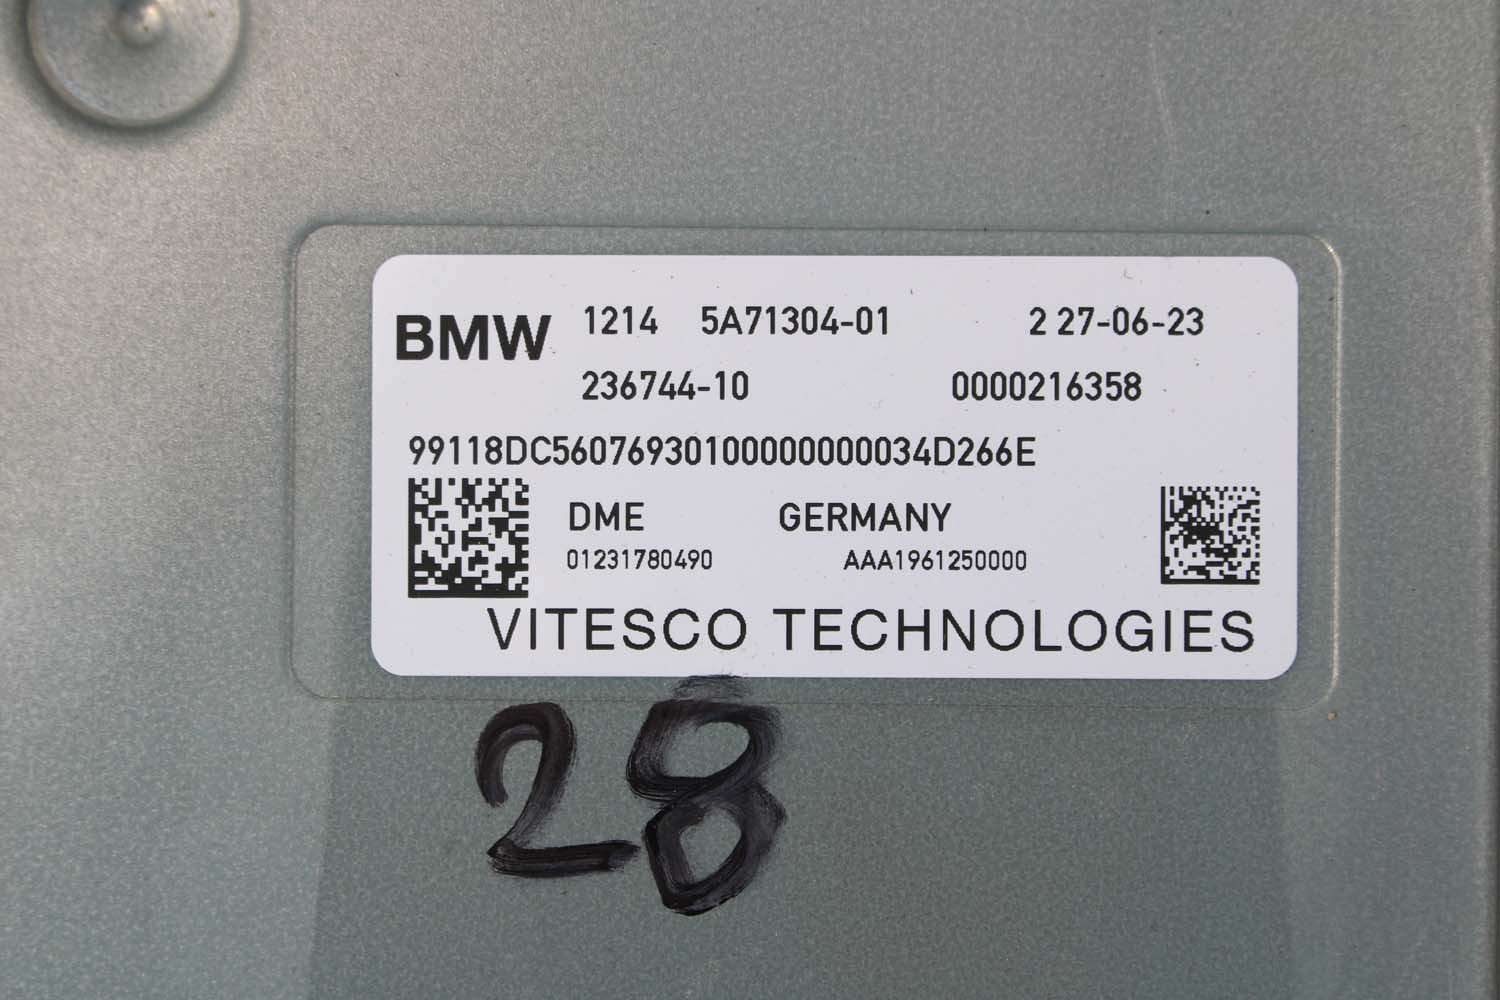 BMW 1214 5A71304-01 2 27-06-23
236744-10 0000216358
99118DC5607693010000000034D266E
DME GERMANY
01231780490 AAA1961250000
VITESCO TECHNOLOGIES
28